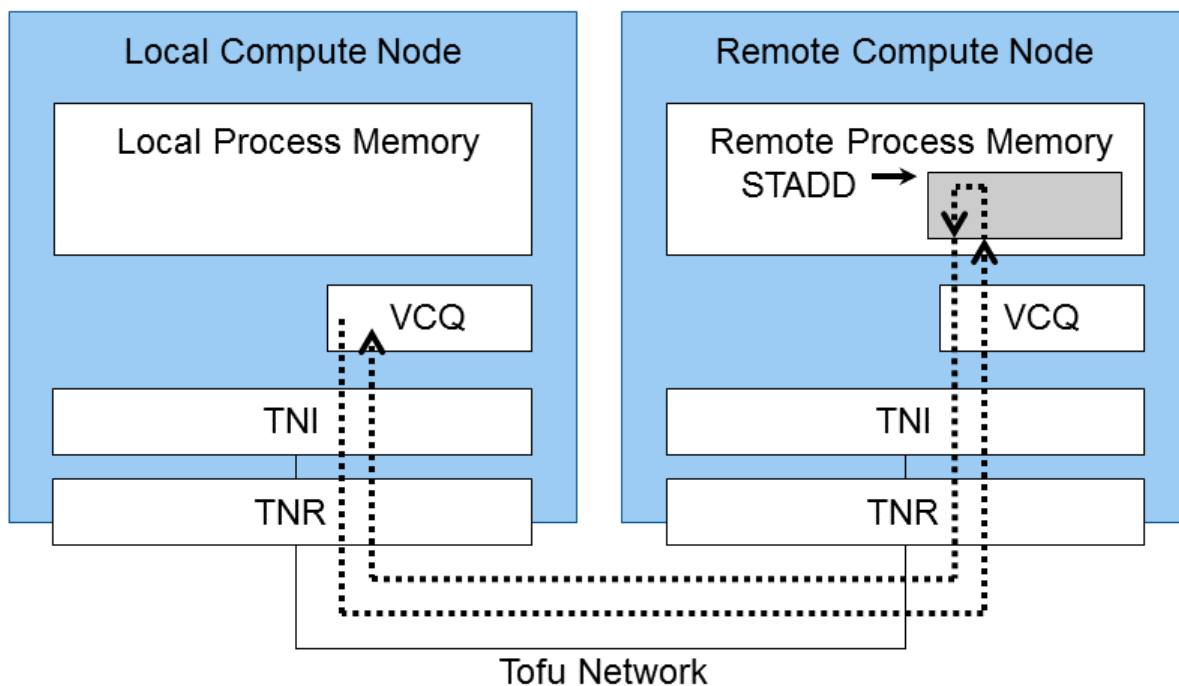 Local Compute Node
Local Process Memory
VCQ
TNI
TNR
Remote Compute Node
Remote Process Memory
STADD
VCQ
TNI
TNR
Tofu Network